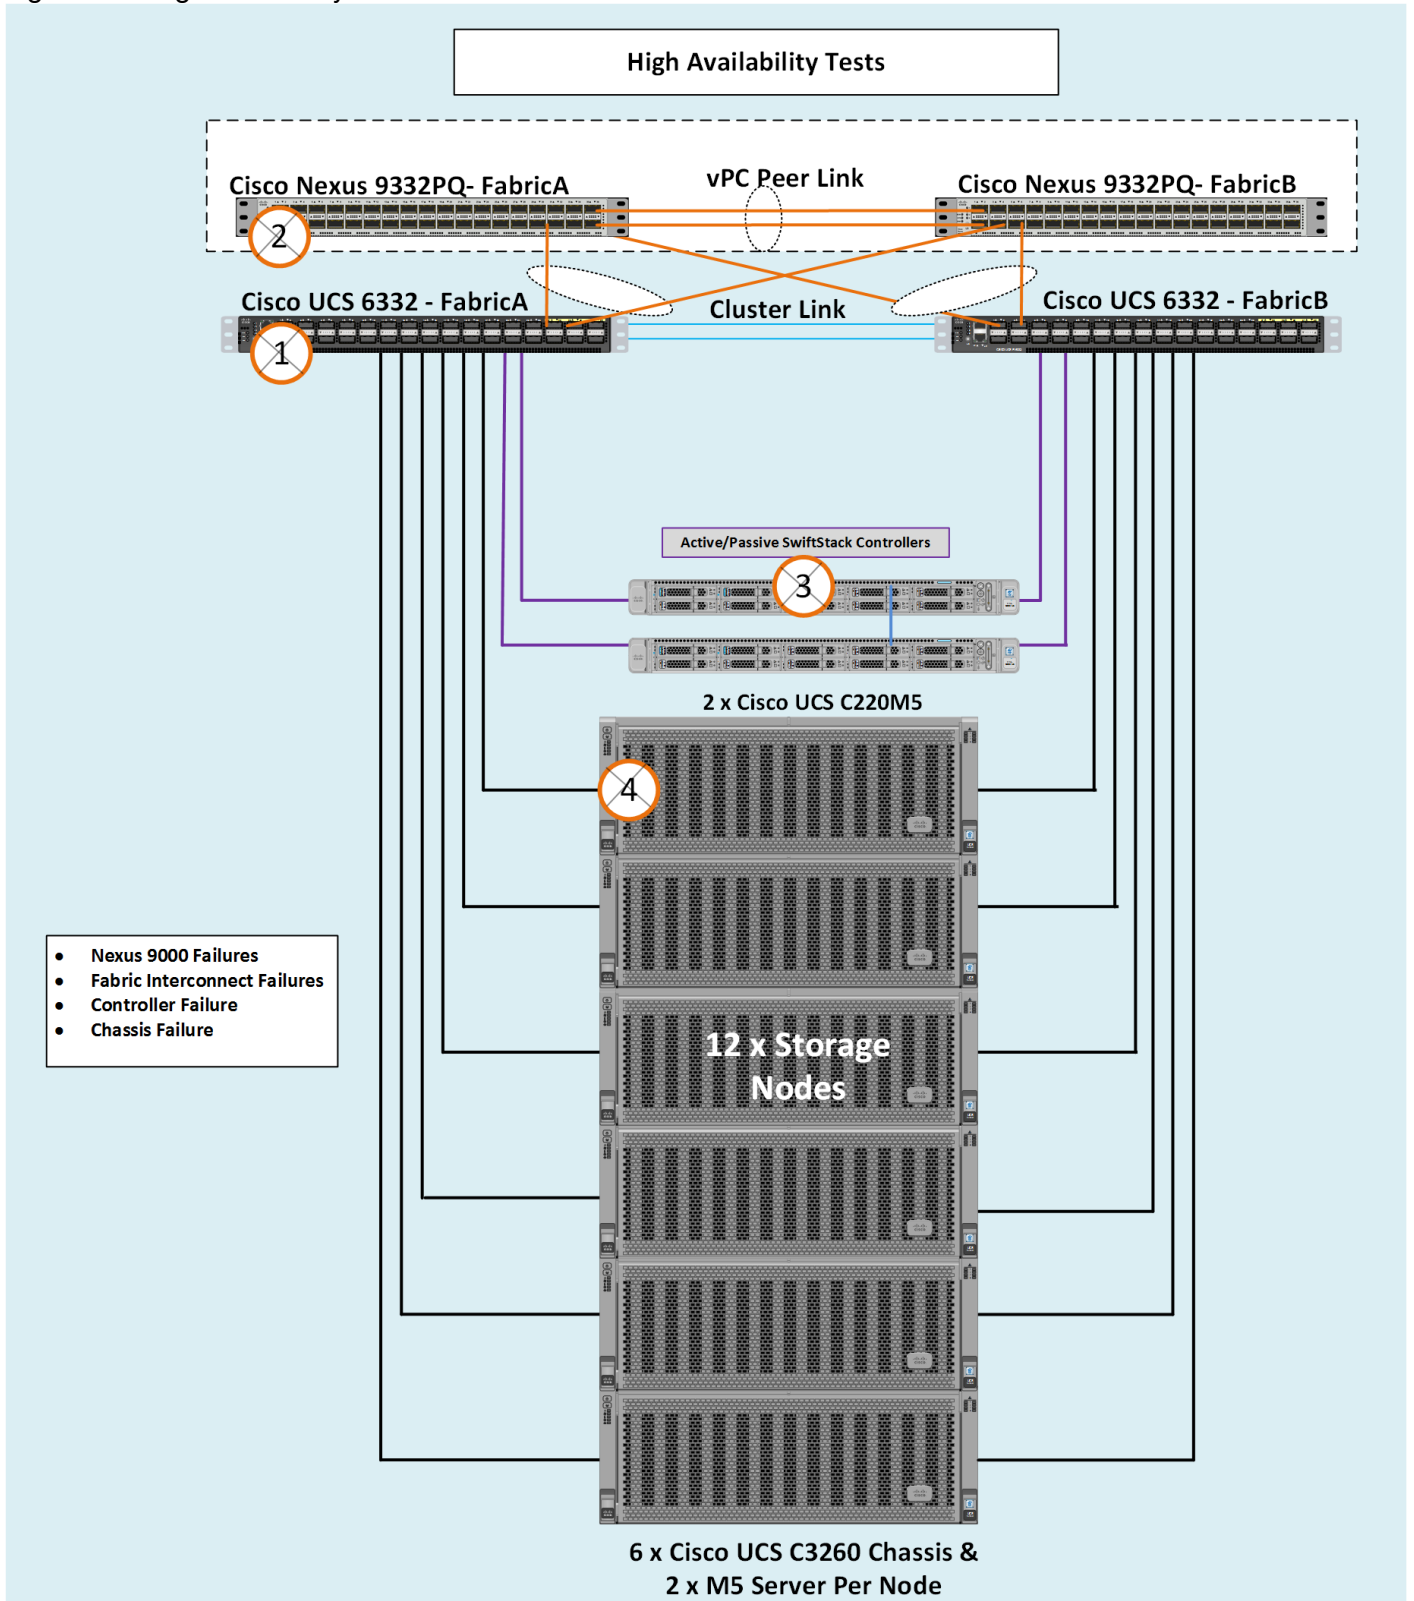 High Availability Tests
Cisco Nexus 9332PQ- FabricA
vPC Peer Link
Cisco Nexus 9332PQ- FabricB
2
Cisco UCS 6332 - FabricA
Cluster Link
Cisco UCS 6332 - FabricB
1
Active/Passive SwiftStack Controllers
3
2 x Cisco UCS C220M5
4
• Nexus 9000 Failures
• Fabric Interconnect Failures
• Controller Failure
• Chassis Failure
12 x Storage
Nodes
6 x Cisco UCS C3260 Chassis &
2 x M5 Server Per Node